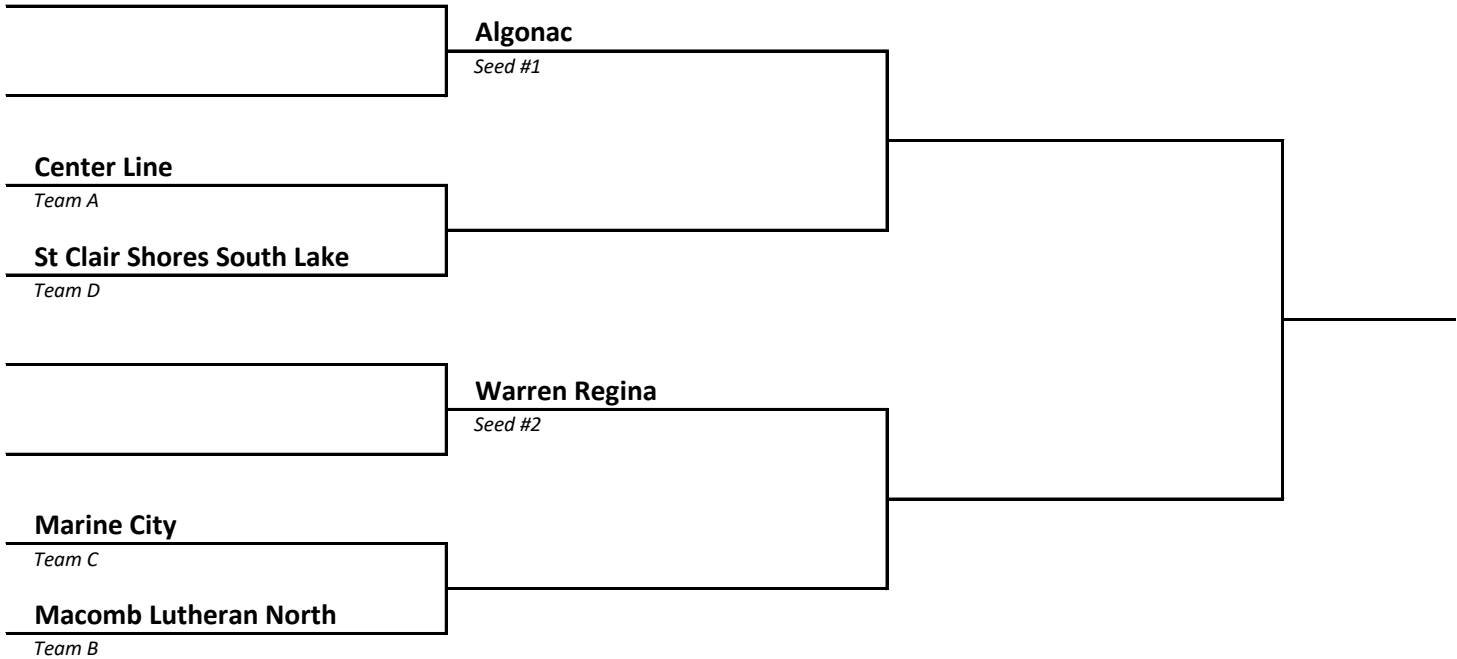 Algonac
Seed #1
Center Line
Team A
St Clair Shores South Lake
Team D
Warren Regina
Seed #2
Marine City
Team C
Macomb Lutheran North
Team B